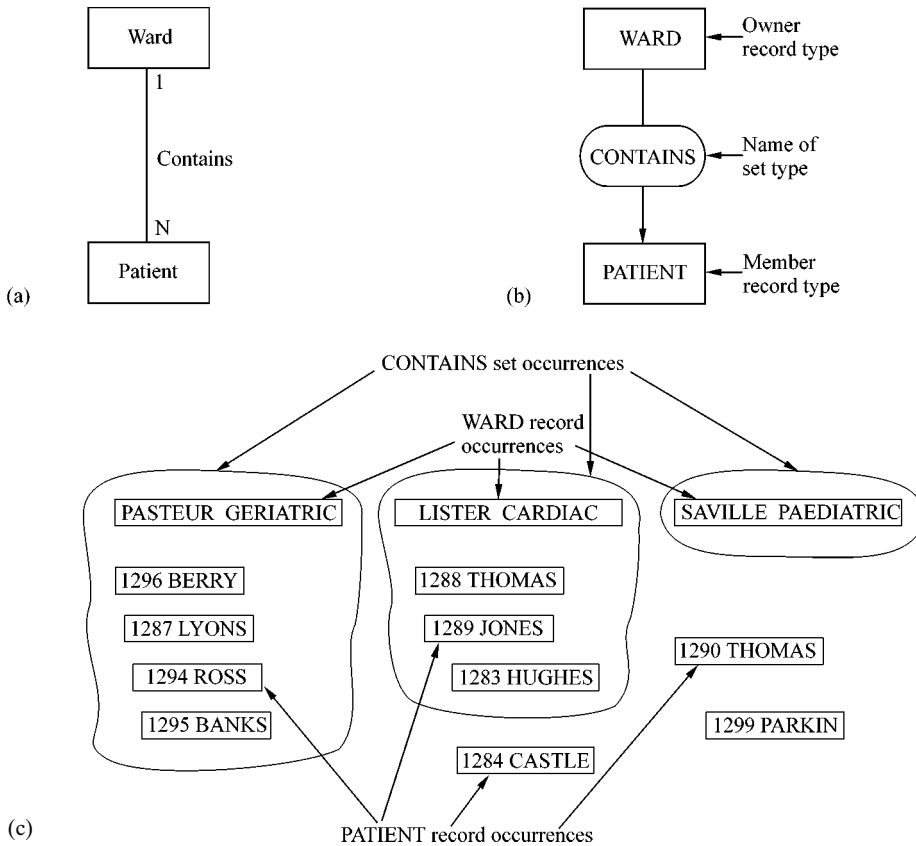 Ward
1
Contains
N
Patient
(a)
WARD
Owner
record type
CONTAINS
Name of
set type
PATIENT
Member
record type
(b)
CONTAINS set occurrences
WARD record
occurrences
PASTEUR GERIATRIC
LISTER CARDIAC
SAVILLE PAEDIATRIC
1296 BERRY
1288 THOMAS
1287 LYONS
1289 JONES
1290 THOMAS
1294 ROSS
1283 HUGHES
1295 BANKS
1299 PARKIN
1284 CASTLE
(c)
PATIENT record occurrences